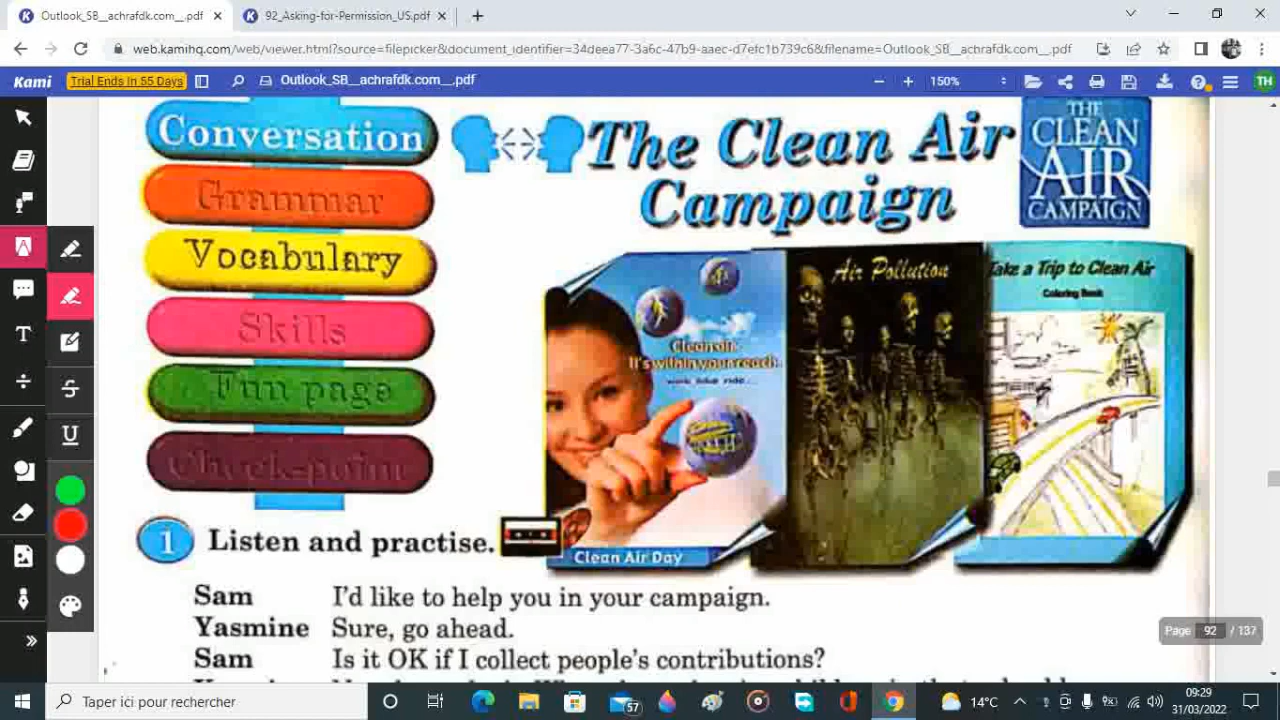 Outlook_SB__achrafdk.com__.pdf
92_Asking-for-Permission_US.pdf
web.kamihq.com/web/viewer.html?source=filepicker&document_identifier=34deea77-3a6c-47b9-aaec-d7efc1b739c6&filename=Outlook_SB__achrafdk.com__.pdf
Kami
Trial Ends In 55 Days
Outlook_SB__achrafdk.com__.pdf
150%
TH
Conversation
Grammar
Vocabulary
Skills
Fun page
Check-point
The Clean Air
Campaign
THE
CLEAN
AIR
CAMPAIGN
Clean air.
It's within your reach.
Clean Air Day
Air Pollution
Take a Trip to Clean Air
Coloring Book
1 Listen and practise.
Sam I'd like to help you in your campaign.
Yasmine Sure, go ahead.
Sam Is it OK if I collect people's contributions?
Page 92 / 137
Taper ici pour rechercher
57
14°C
09:29
31/03/2022